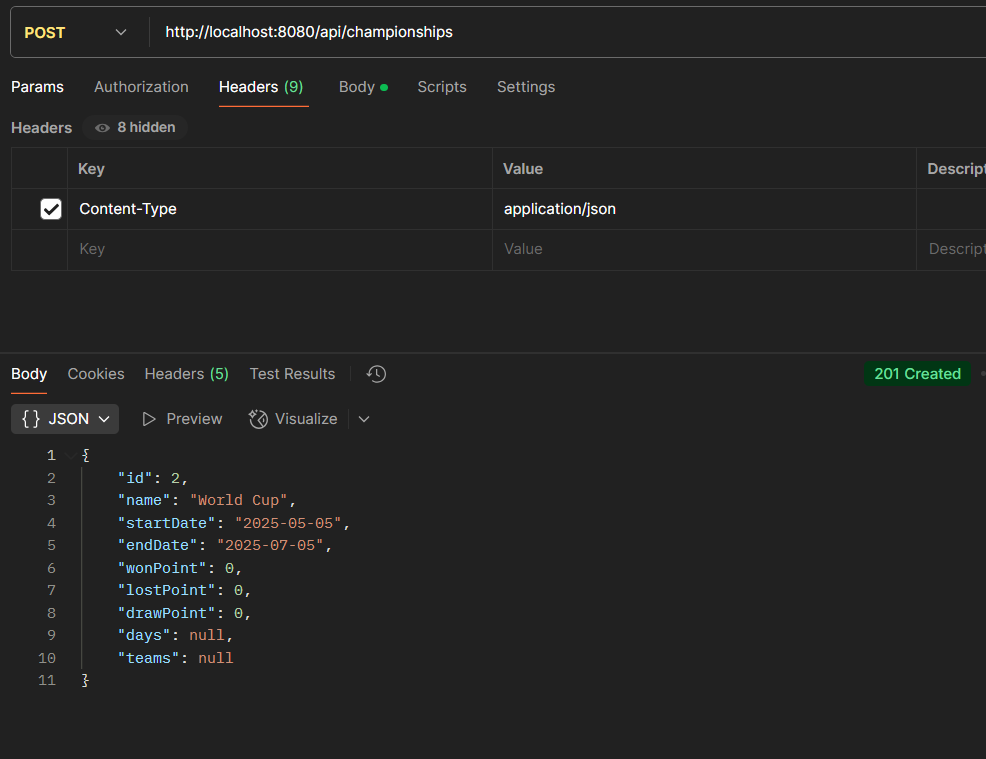 POST http://localhost:8080/api/championships
Params Authorization Headers (9) Body Scripts Settings
Headers 8 hidden
Key Value Descript
Content-Type application/json
Key Value Descript
Body Cookies Headers (5) Test Results 201 Created
{} JSON Preview Visualize
1 {
2 "id": 2,
3 "name": "World Cup",
4 "startDate": "2025-05-05",
5 "endDate": "2025-07-05",
6 "wonPoint": 0,
7 "lostPoint": 0,
8 "drawPoint": 0,
9 "days": null,
10 "teams": null
11 }